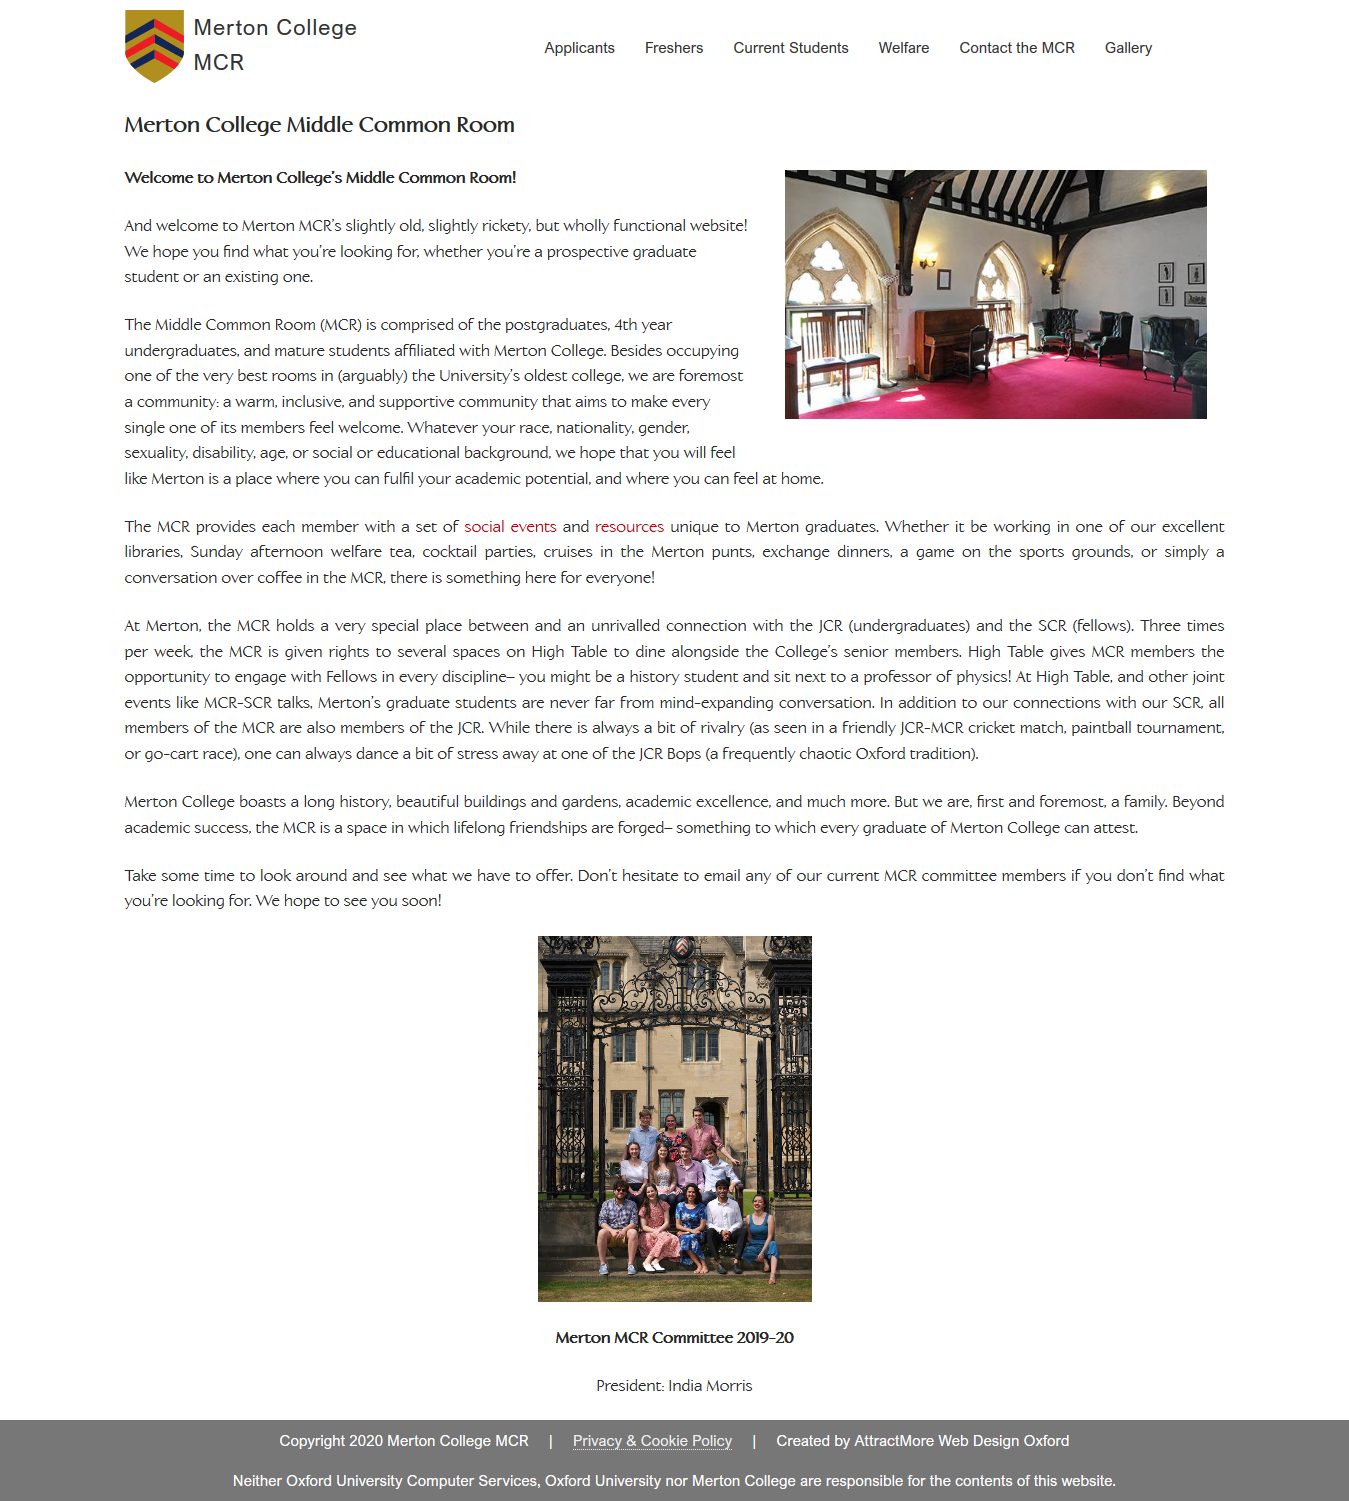 Merton College
MCR
Applicants
Freshers
Current Students
Welfare
Contact the MCR
Gallery
Merton College Middle Common Room
Welcome to Merton College's Middle Common Room!
And welcome to Merton MCR's slightly old, slightly rickety, but wholly functional website!
We hope you find what you're looking for, whether you're a prospective graduate
student or an existing one.
The Middle Common Room (MCR) is comprised of the postgraduates, 4th year
undergraduates, and mature students affiliated with Merton College. Besides occupying
one of the very best rooms in (arguably) the University's oldest college, we are foremost
a community: a warm, inclusive, and supportive community that aims to make every
single one of its members feel welcome. Whatever your race, nationality, gender,
sexuality, disability, age, or social or educational background, we hope that you will feel
like Merton is a place where you can fulfil your academic potential, and where you can feel at home.
The MCR provides each member with a set of social events and resources unique to Merton graduates. Whether it be working in one of our excellent
libraries, Sunday afternoon welfare tea, cocktail parties, cruises in the Merton punts, exchange dinners, a game on the sports grounds, or simply a
conversation over coffee in the MCR, there is something here for everyone!
At Merton, the MCR holds a very special place between and an unrivalled connection with the JCR (undergraduates) and the SCR (fellows). Three times
per week, the MCR is given rights to several spaces on High Table to dine alongside the College's senior members. High Table gives MCR members the
opportunity to engage with Fellows in every discipline– you might be a history student and sit next to a professor of physics! At High Table, and other joint
events like MCR-SCR talks, Merton's graduate students are never far from mind-expanding conversation. In addition to our connections with our SCR, all
members of the MCR are also members of the JCR. While there is always a bit of rivalry (as seen in a friendly JCR-MCR cricket match, paintball tournament,
or go-cart race), one can always dance a bit of stress away at one of the JCR Bops (a frequently chaotic Oxford tradition).
Merton College boasts a long history, beautiful buildings and gardens, academic excellence, and much more. But we are, first and foremost, a family. Beyond
academic success, the MCR is a space in which lifelong friendships are forged– something to which every graduate of Merton College can attest.
Take some time to look around and see what we have to offer. Don't hesitate to email any of our current MCR committee members if you don't find what
you're looking for. We hope to see you soon!
Merton MCR Committee 2019-20
President: India Morris
Copyright 2020 Merton College MCR | Privacy & Cookie Policy | Created by AttractMore Web Design Oxford
Neither Oxford University Computer Services, Oxford University nor Merton College are responsible for the contents of this website.